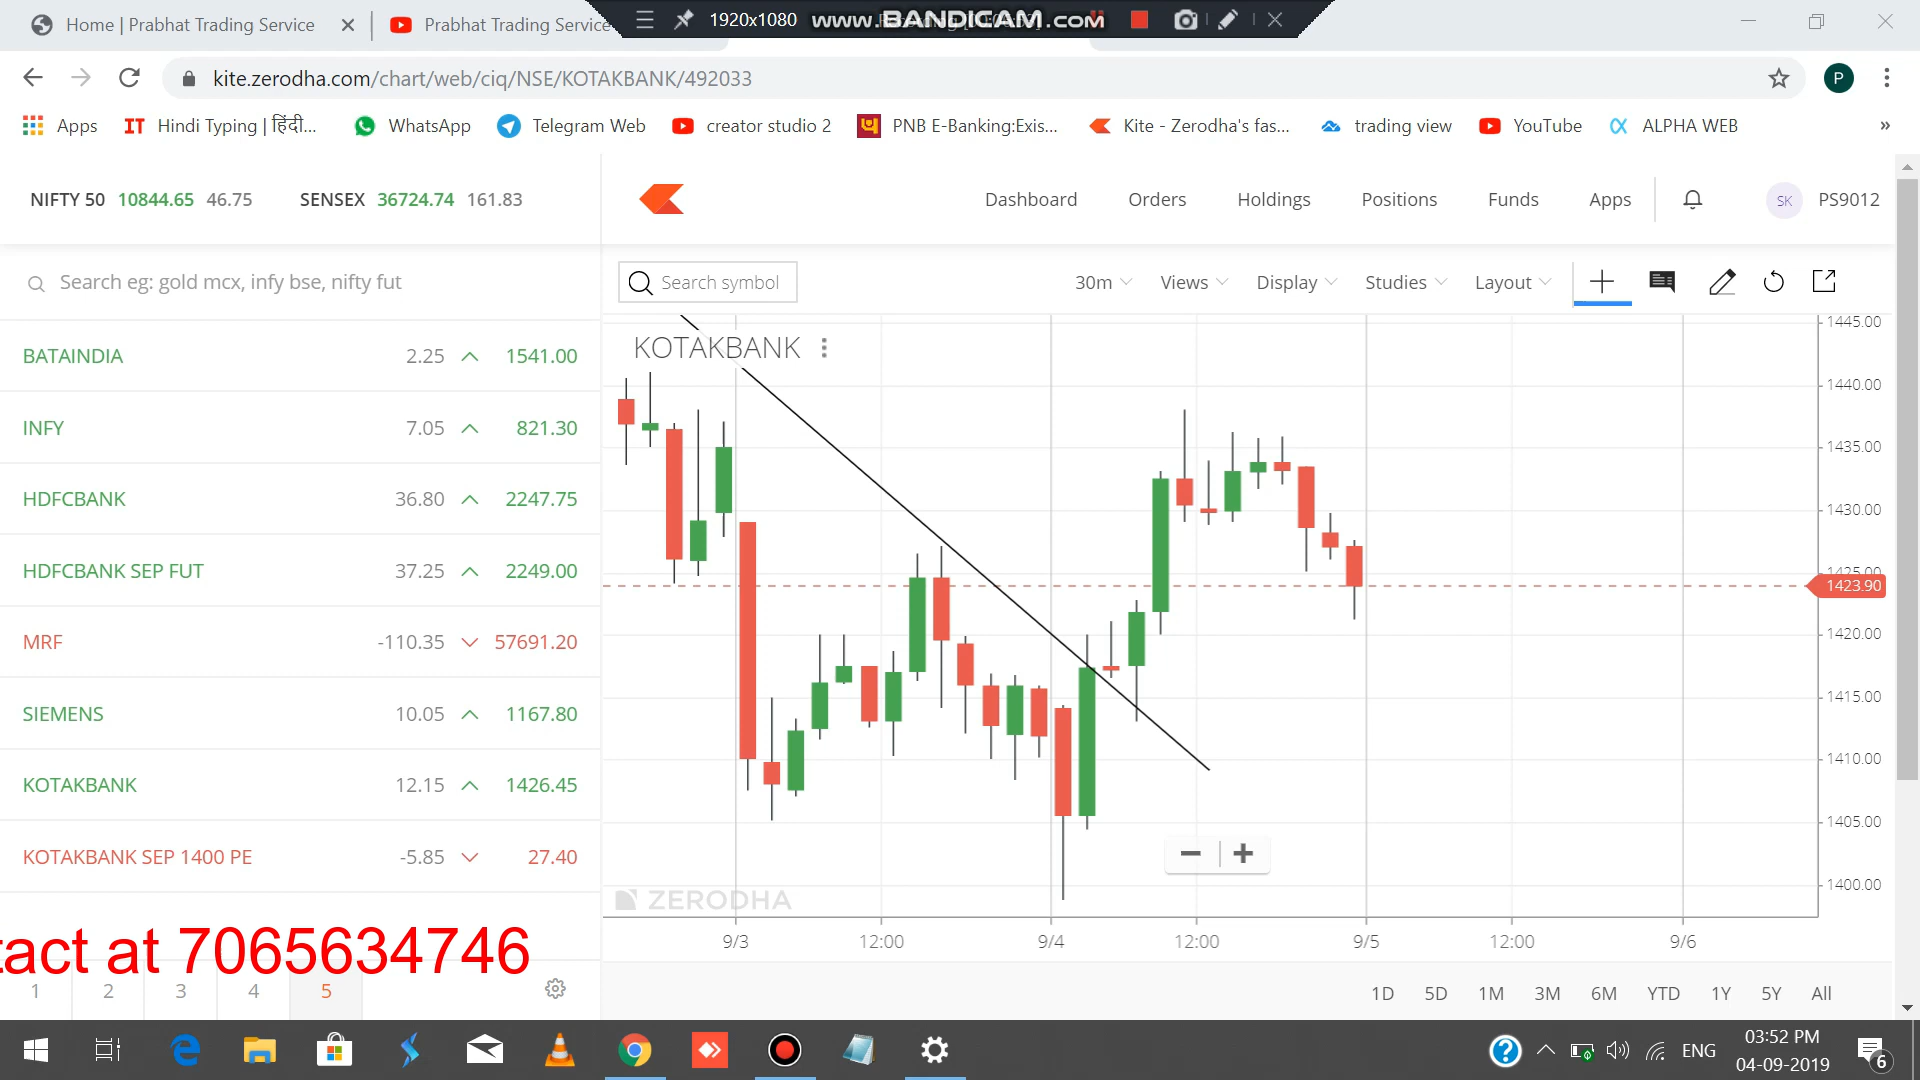 Home | Prabhat Trading Service
Prabhat Trading Service
1920x1080
www.BANDICAM.com
kite.zerodha.com/chart/web/ciq/NSE/KOTAKBANK/492033
P
Apps
IT Hindi Typing | हिंदी...
WhatsApp
Telegram Web
creator studio 2
PNB E-Banking:Exis...
Kite - Zerodha's fas...
trading view
YouTube
ALPHA WEB
»
NIFTY 50 10844.65 46.75
SENSEX 36724.74 161.83
Dashboard
Orders
Holdings
Positions
Funds
Apps
SK
PS9012
Search eg: gold mcx, infy bse, nifty fut
Search symbol
30m
Views
Display
Studies
Layout
BATAINDIA 2.25 1541.00
INFY 7.05 821.30
HDFCBANK 36.80 2247.75
HDFCBANK SEP FUT 37.25 2249.00
MRF -110.35 57691.20
SIEMENS 10.05 1167.80
KOTAKBANK 12.15 1426.45
KOTAKBANK SEP 1400 PE -5.85 27.40
tact at 7065634746
1 2 3 4 5
KOTAKBANK
1445.00
1440.00
1435.00
1430.00
1425.00
1423.90
1420.00
1415.00
1410.00
1405.00
1400.00
ZERODHA
9/3 12:00 9/4 12:00 9/5 12:00 9/6
1D 5D 1M 3M 6M YTD 1Y 5Y All
ENG
03:52 PM
04-09-2019
6